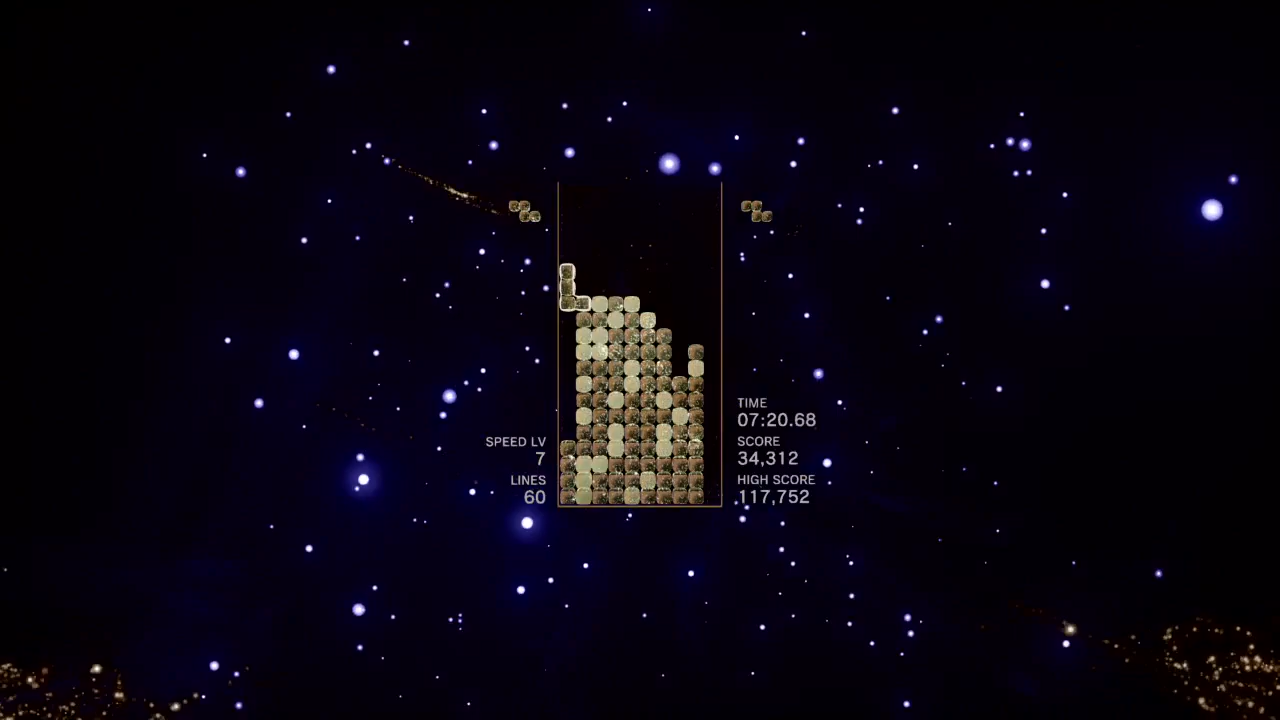 SPEED LV
7
LINES
60
TIME
07:20.68
SCORE
34,312
HIGH SCORE
117,752